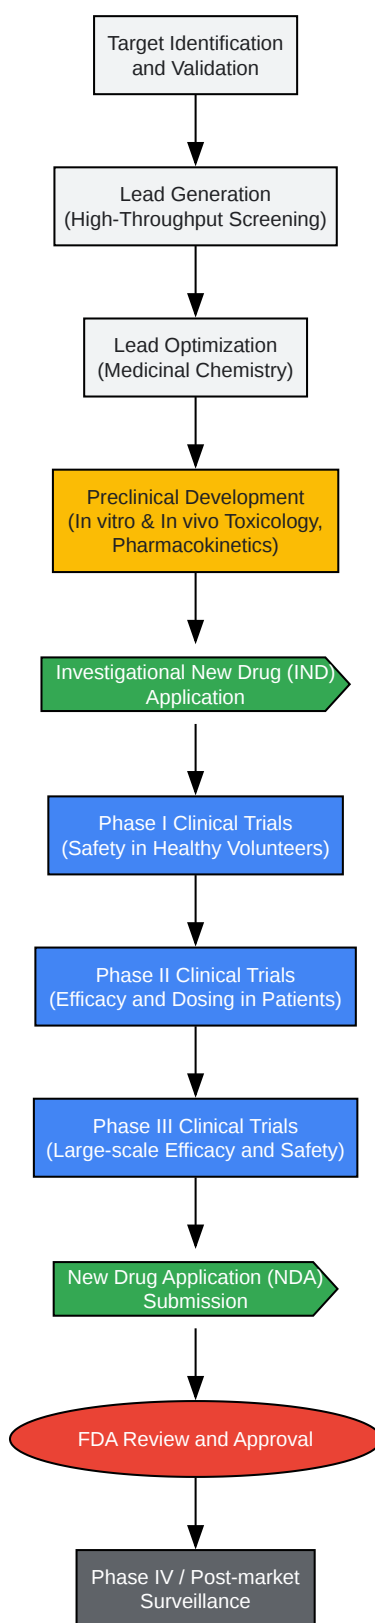 Target Identification
and Validation
Lead Generation
(High-Throughput Screening)
Lead Optimization
(Medicinal Chemistry)
Preclinical Development
(In vitro & In vivo Toxicology,
Pharmacokinetics)
Investigational New Drug (IND)
Application
Phase I Clinical Trials
(Safety in Healthy Volunteers)
Phase II Clinical Trials
(Efficacy and Dosing in Patients)
Phase III Clinical Trials
(Large-scale Efficacy and Safety)
New Drug Application (NDA)
Submission
FDA Review and Approval
Phase IV / Post-market
Surveillance